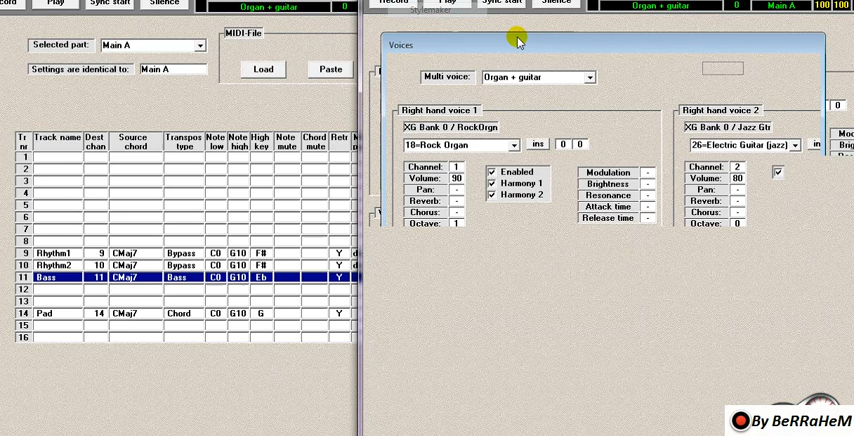 cord Play Sync start Silence Organ + guitar 0
Record Play Sync start Silence Organ + guitar 0 Main A 100 100
Stylemaker
Selected part: Main A
Settings are identical to: Main A
MIDI-File
Load Paste
Tr nr Track name Dest chan Source chord Transpos type Note low Note high High key Note mute Chord mute Retr
1
2
3
4
5
6
7
8
9 Rhythm1 9 CMaj7 Bypass C0 G10 F# Y
10 Rhythm2 10 CMaj7 Bypass C0 G10 F# Y
11 Bass 11 CMaj7 Bass C0 G10 Eb Y
12
13
14 Pad 14 CMaj7 Chord C0 G10 G Y
15
16
Voices
Multi voice: Organ + guitar
Right hand voice 1
XG Bank 0 / RockOrgn
18=Rock Organ ins 0 0
Channel: 1
Volume: 90
Pan: -
Reverb: -
Chorus: -
Octave: 1
Enabled
Harmony 1
Harmony 2
Modulation -
Brightness -
Resonance -
Attack time -
Release time -
Right hand voice 2
XG Bank 0 / Jazz Gtr
26=Electric Guitar (jazz) in
Channel: 2
Volume: 80
Pan: -
Reverb: -
Chorus: -
Octave: 0
0
By BeRRaHeM